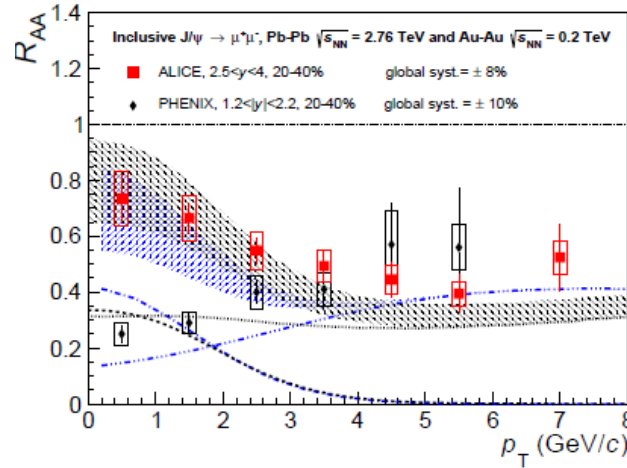 R_AA
1.4
Inclusive J/ψ → μ⁺μ⁻, Pb-Pb √s_NN = 2.76 TeV and Au-Au √s_NN = 0.2 TeV
1.2
ALICE, 2.5<y<4, 20-40% global syst.= ± 8%
PHENIX, 1.2<|y|<2.2, 20-40% global syst. = ± 10%
1
0.8
0.6
0.4
0.2
0
0 1 2 3 4 5 6 7 8
p_T (GeV/c)